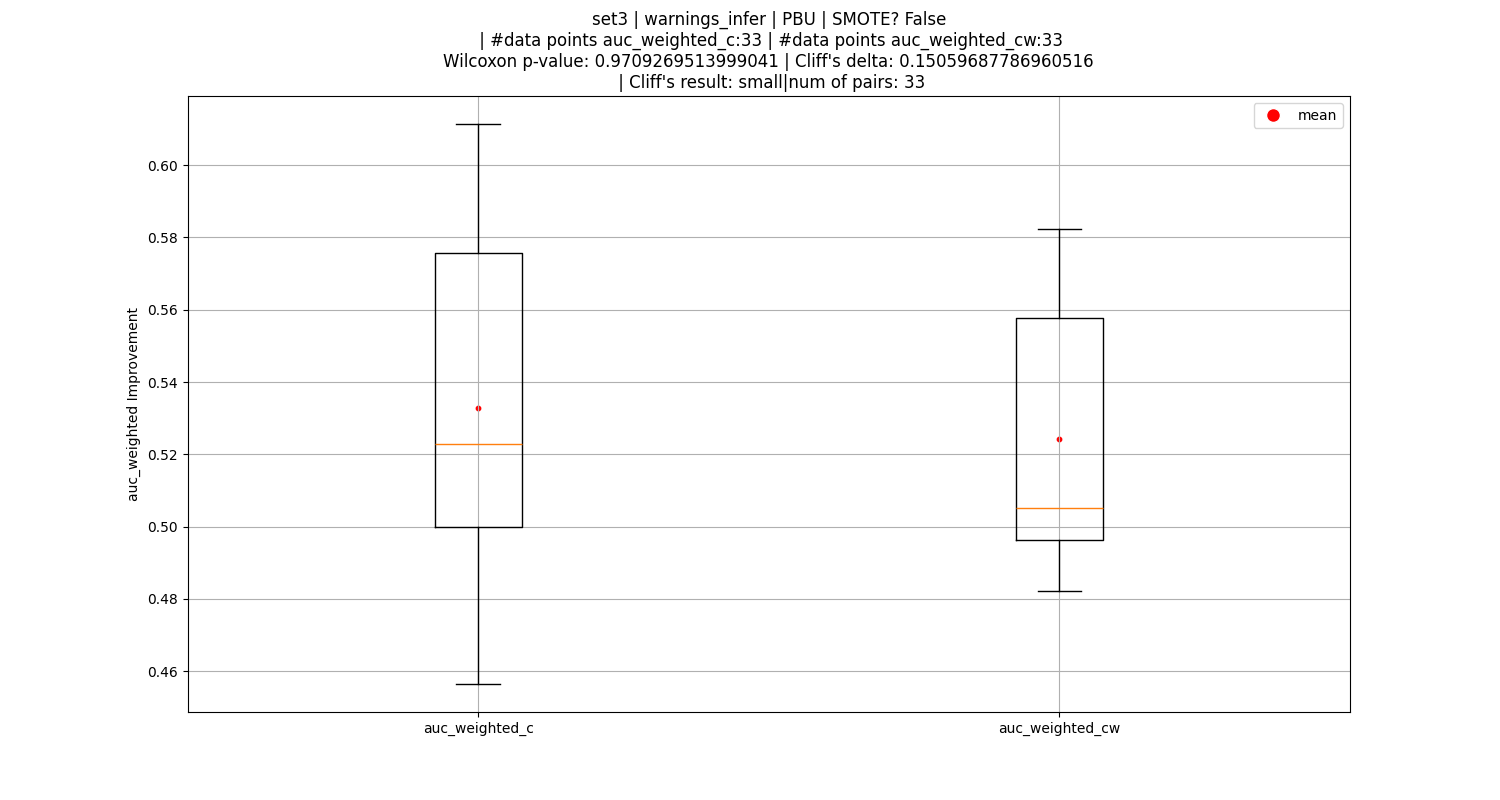 set3 | warnings_infer | PBU | SMOTE? False
| #data points auc_weighted_c:33 | #data points auc_weighted_cw:33
Wilcoxon p-value: 0.9709269513999041 | Cliff's delta: 0.15059687786960516
| Cliff's result: small|num of pairs: 33
mean
auc_weighted Improvement
0.60
0.58
0.56
0.54
0.52
0.50
0.48
0.46
auc_weighted_c
auc_weighted_cw